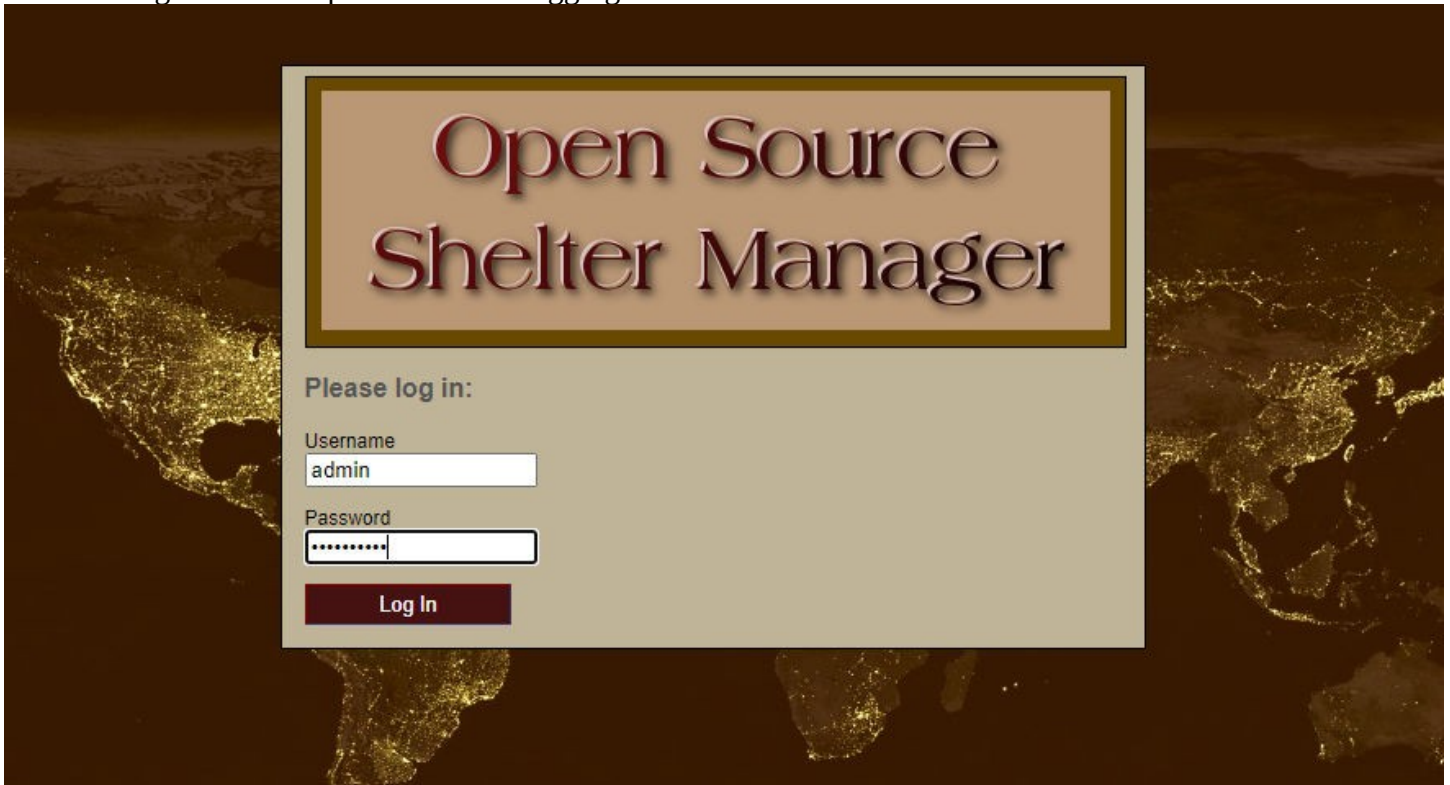 Open Source
Shelter Manager
Please log in:
Username
admin
Password
••••••••••
Log In